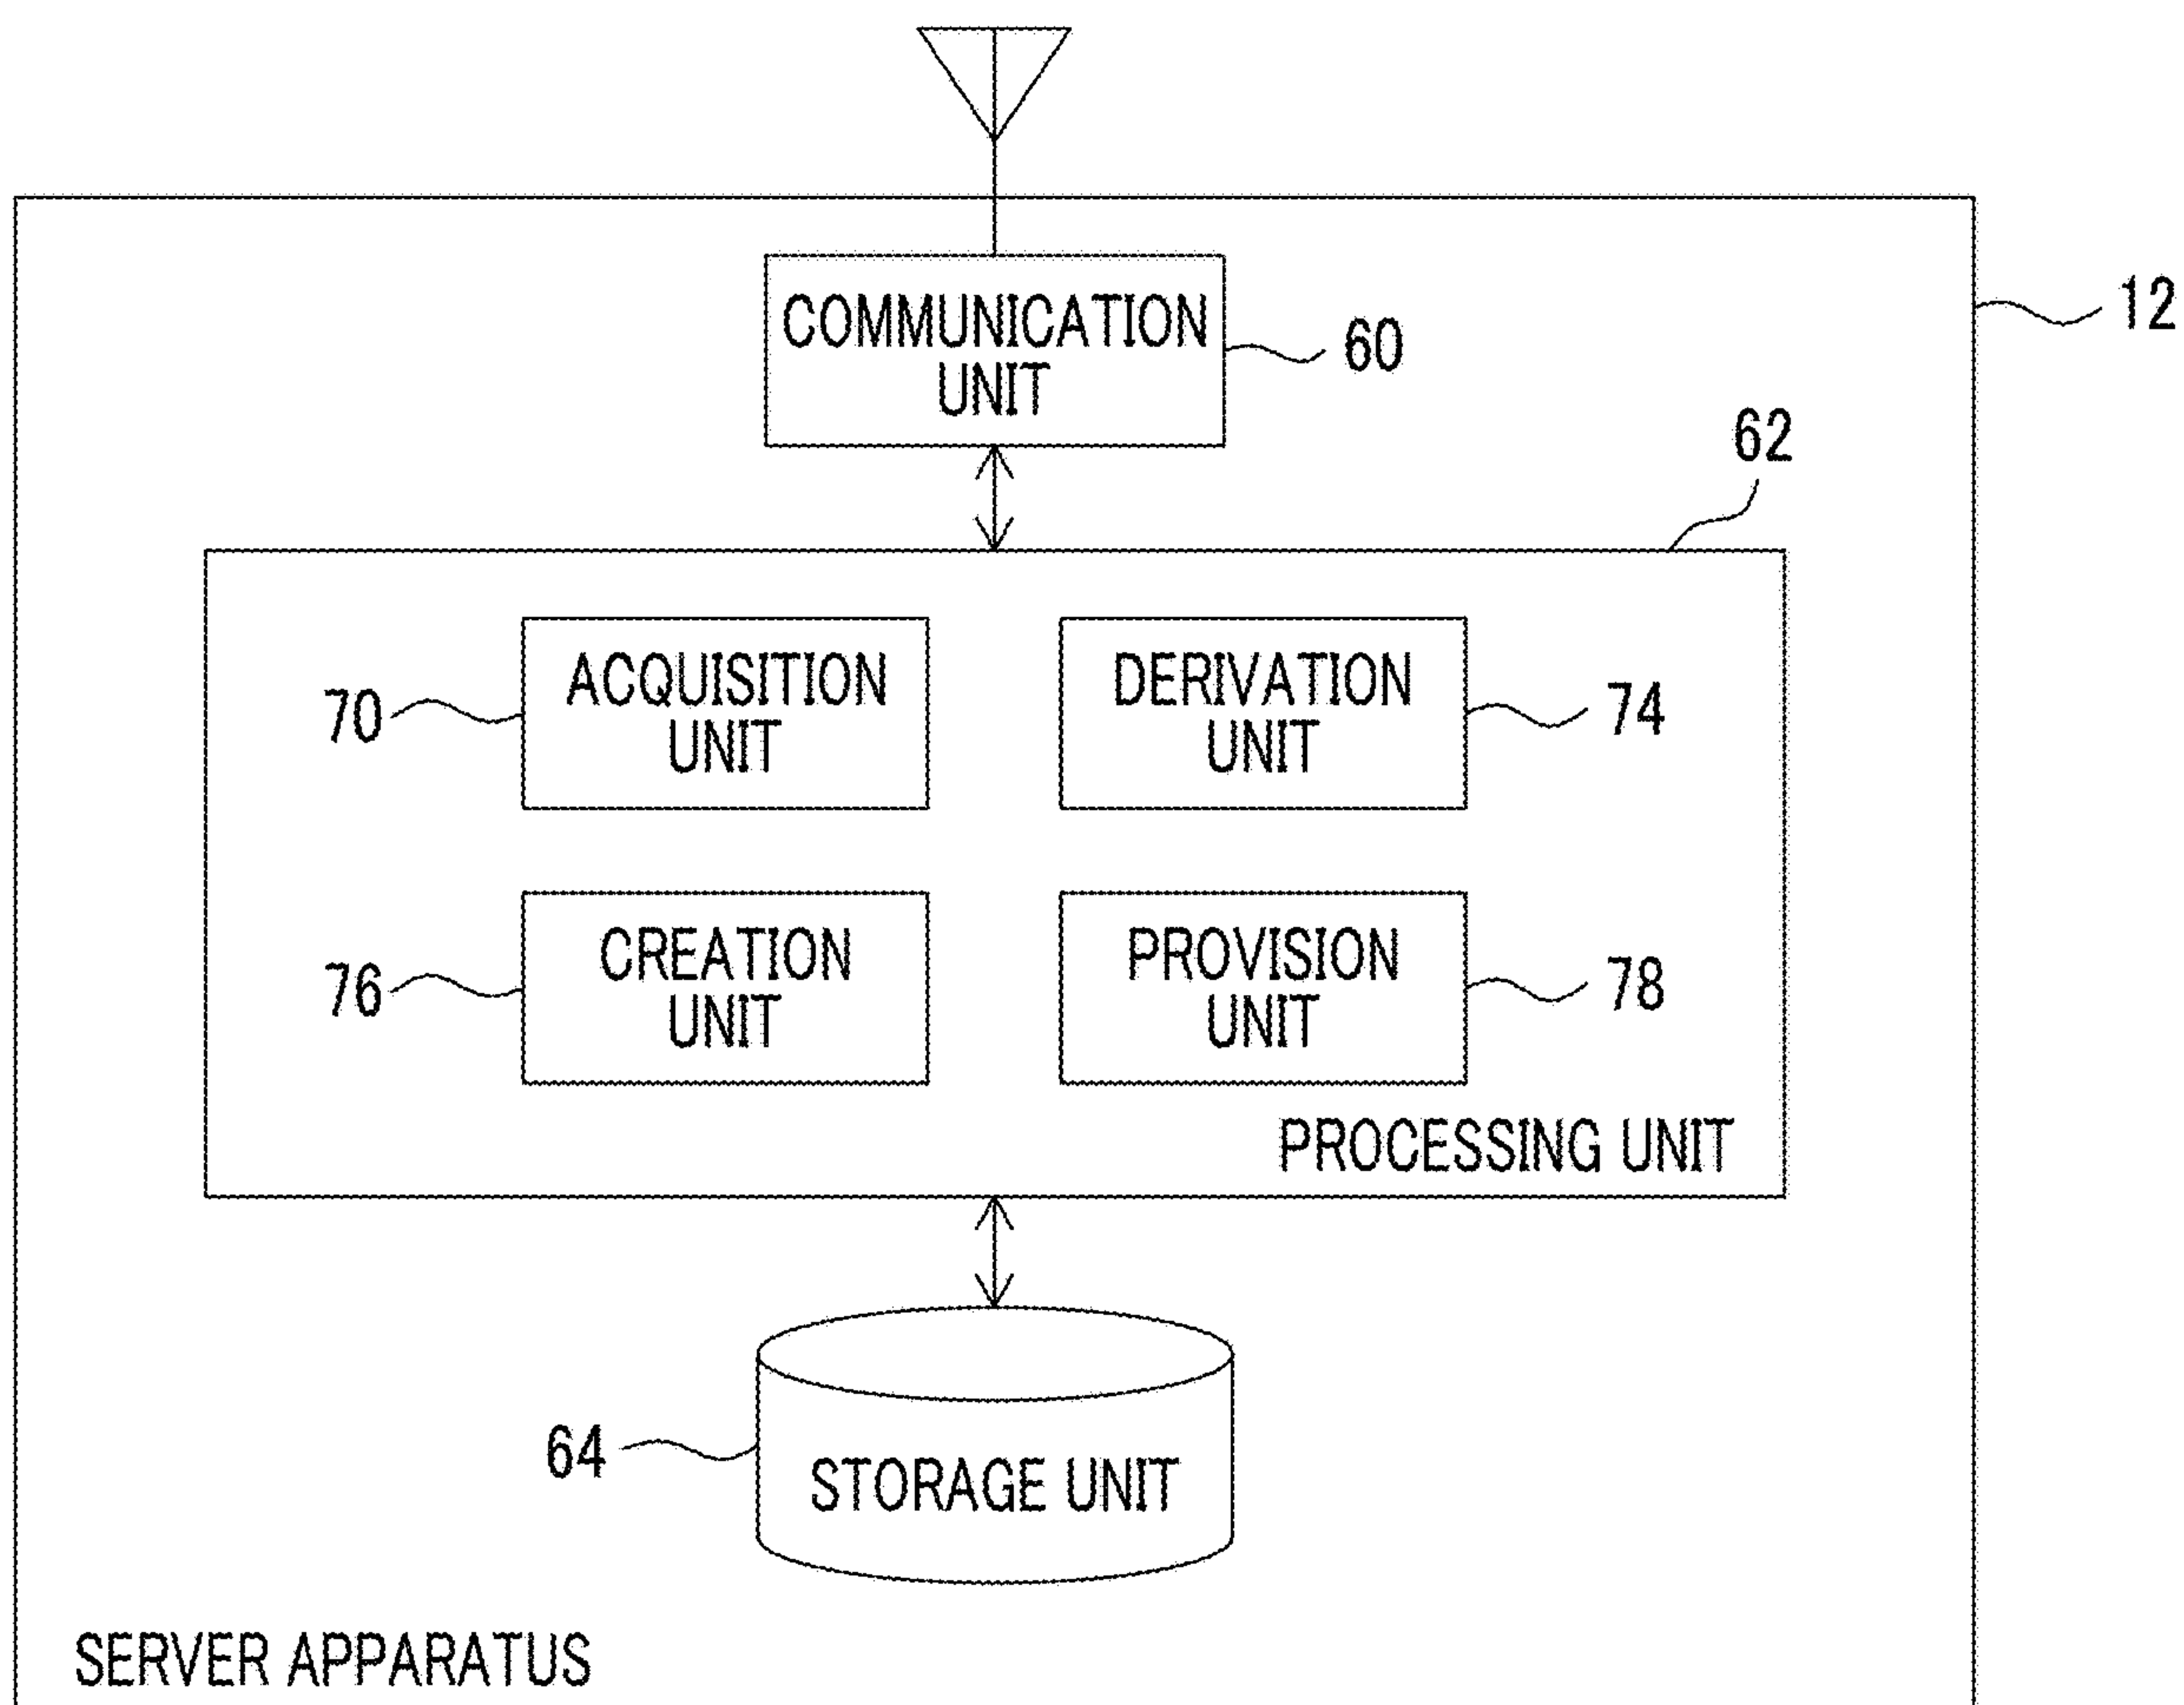 COMMUNICATION
UNIT
60
12
62
ACQUISITION
UNIT
70
DERIVATION
UNIT
74
CREATION
UNIT
76
PROVISION
UNIT
78
PROCESSING UNIT
64
STORAGE UNIT
SERVER APPARATUS